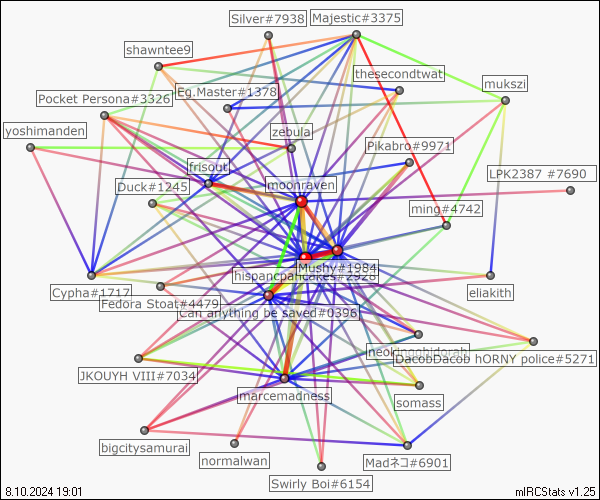 Silver#7938
Majestic#3375
shawntee9
thesecondtwat
mukszi
Eg.Master#1378
Pocket Persona#3326
yoshimanden
zebula
Pikabro#9971
frisout
LPK2387 #7690
Duck#1245
moonraven
ming#4742
Mushy#1984
hispanicpancakes#2928
Cypha#1717
eliakith
Fedora Stoat#4479
Can anything be saved#0396
neokingghidorah
DacobDacob hORNY police#5271
JKOUYH VIII#7034
marcemadness
somass
bigcitysamurai
normalwan
Madネコ#6901
Swirly Boi#6154
8.10.2024 19:01
mIRCStats v1.25